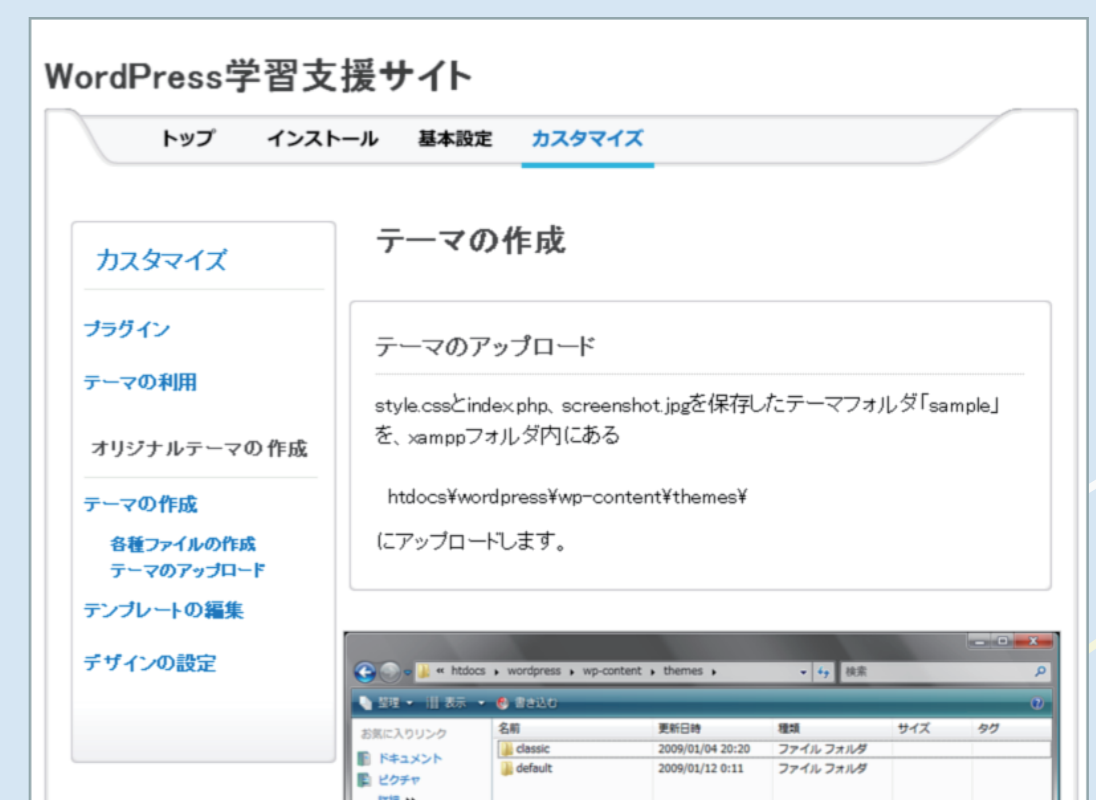 WordPress学習支援サイト
トップ インストール 基本設定 カスタマイズ
カスタマイズ
プラグイン
テーマの利用
オリジナルテーマの作成
テーマの作成
各種ファイルの作成
テーマのアップロード
テンプレートの編集
デザインの設定
テーマの作成
テーマのアップロード
style.cssとindex.php、screenshot.jpgを保存したテーマフォルダ「sample」
を、xamppフォルダ内にある
htdocs¥wordpress¥wp-content¥themes¥
にアップロードします。
« htdocs ▸ wordpress ▸ wp-content ▸ themes ▸ 検索
整理 表示 書き込む
お気に入りリンク
ドキュメント
ピクチャ
名前 更新日時 種類 サイズ タグ
classic 2009/01/04 20:20 ファイル フォルダ
default 2009/01/12 0:11 ファイル フォルダ